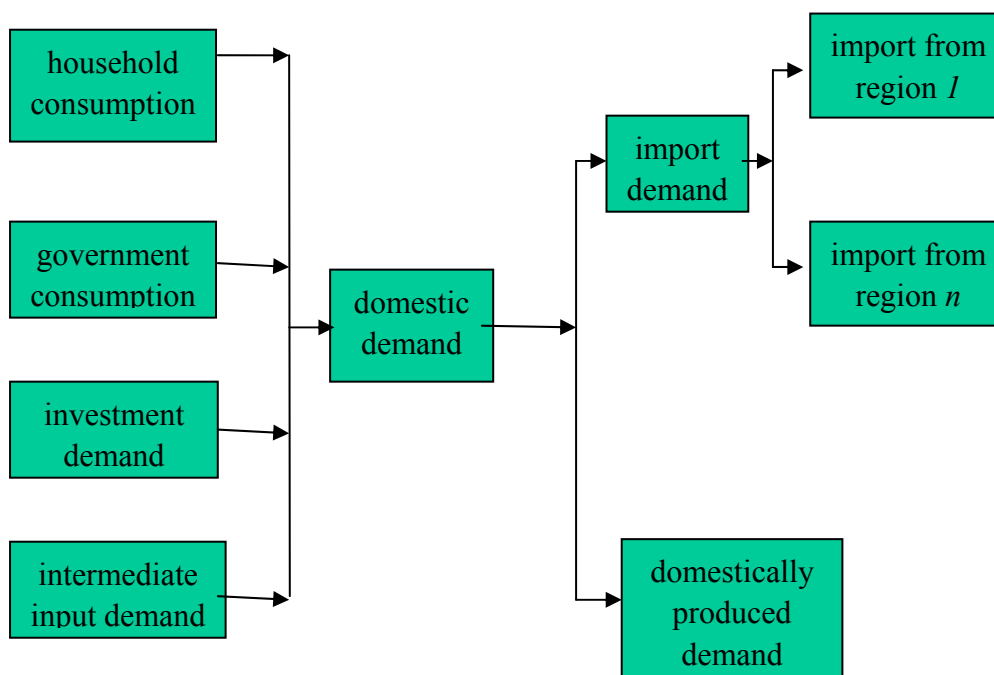 household
consumption
government
consumption
investment
demand
intermediate
input demand
domestic
demand
import
demand
import from
region 1
import from
region n
domestically
produced
demand